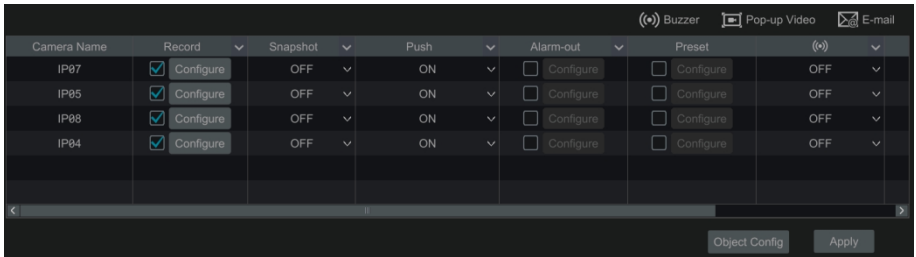 Buzzer Pop-up Video E-mail
Camera Name Record Snapshot Push Alarm-out Preset
IP07 Configure OFF ON Configure Configure OFF
IP05 Configure OFF ON Configure Configure OFF
IP08 Configure OFF ON Configure Configure OFF
IP04 Configure OFF ON Configure Configure OFF
Object Config Apply